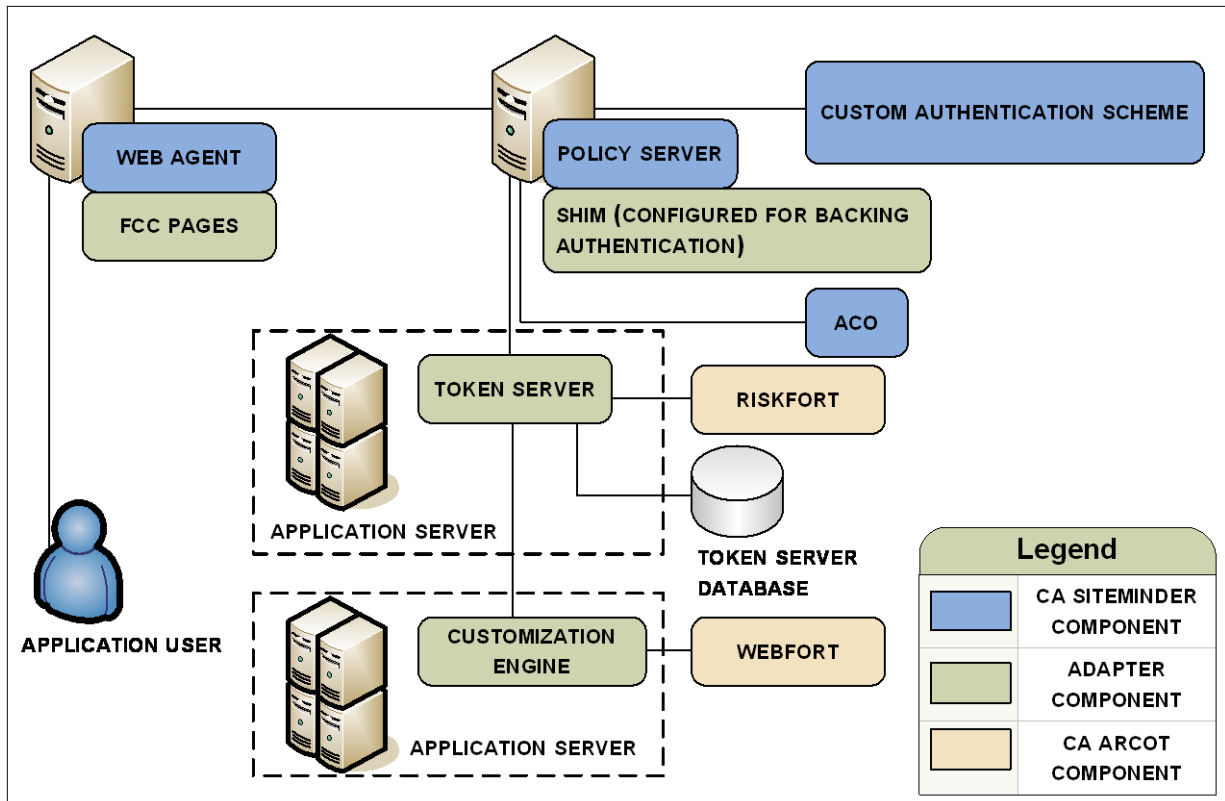 CUSTOM AUTHENTICATION SCHEME
WEB AGENT
POLICY SERVER
FCC PAGES
SHIM (CONFIGURED FOR BACKING
AUTHENTICATION)
ACO
TOKEN SERVER
RISKFORT
APPLICATION SERVER
TOKEN SERVER
DATABASE
APPLICATION USER
CUSTOMIZATION
ENGINE
WEBFORT
APPLICATION SERVER
Legend
CA SITEMINDER
COMPONENT
ADAPTER
COMPONENT
CA ARCOT
COMPONENT